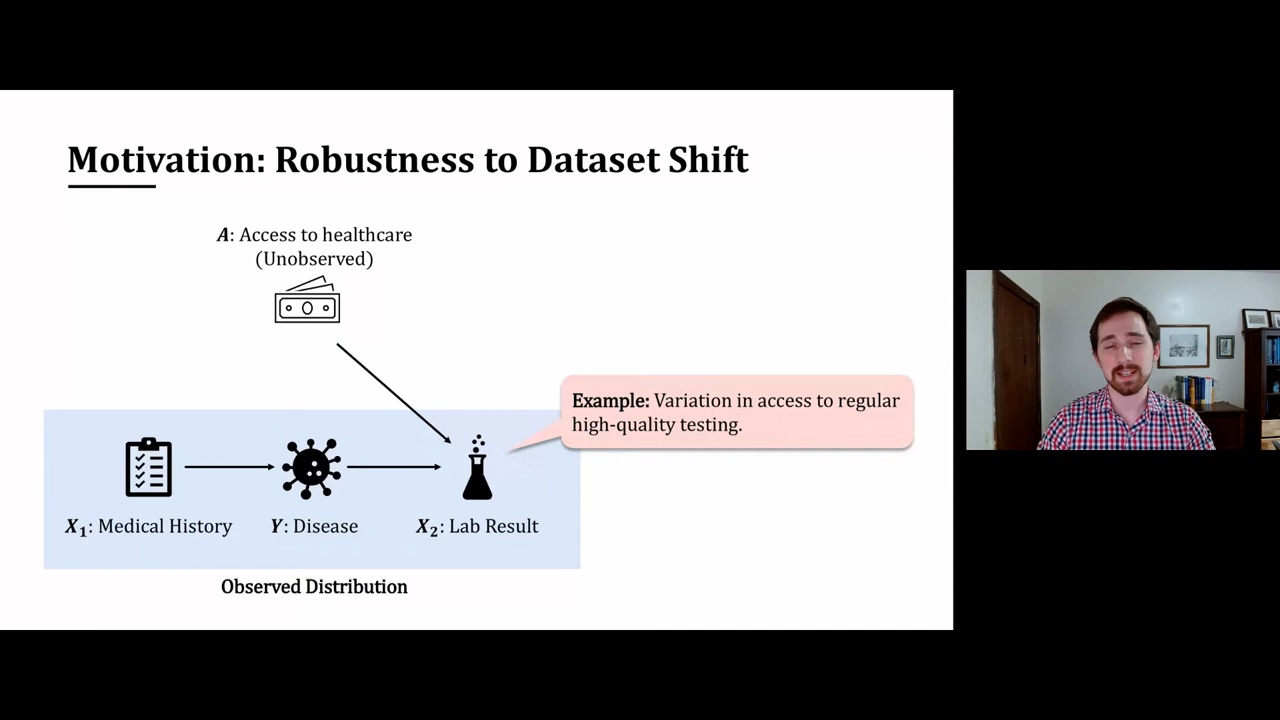 Motivation: Robustness to Dataset Shift
A: Access to healthcare
(Unobserved)
Example: Variation in access to regular
high-quality testing.
X₁: Medical History
Y: Disease
X₂: Lab Result
Observed Distribution